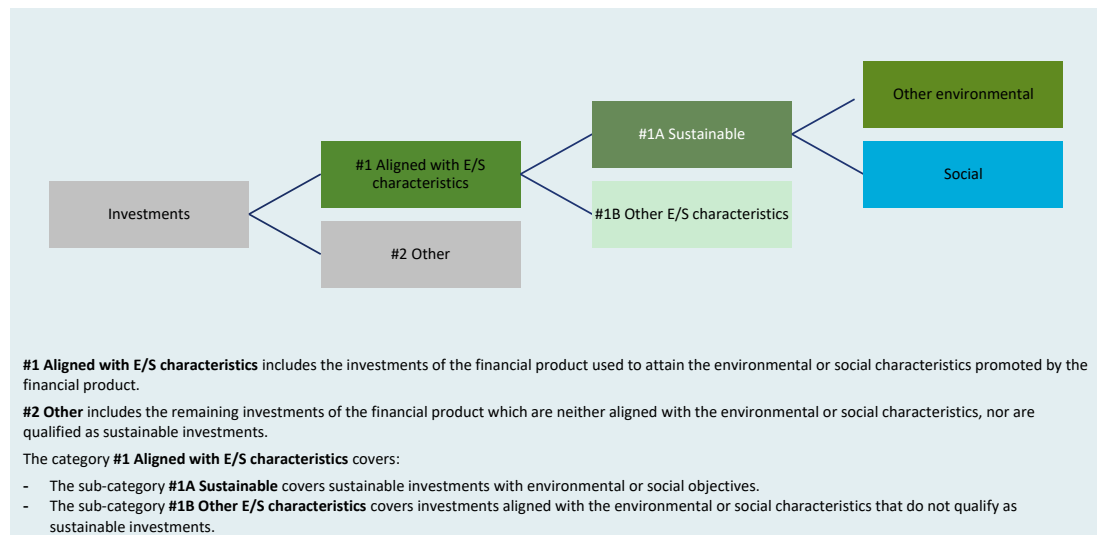 Other environmental
#1A Sustainable
#1 Aligned with E/S
characteristics
Social
Investments
#1B Other E/S characteristics
#2 Other
#1 Aligned with E/S characteristics includes the investments of the financial product used to attain the environmental or social characteristics promoted by the
financial product.
#2 Other includes the remaining investments of the financial product which are neither aligned with the environmental or social characteristics, nor are
qualified as sustainable investments.
The category #1 Aligned with E/S characteristics covers:
- The sub-category #1A Sustainable covers sustainable investments with environmental or social objectives.
- The sub-category #1B Other E/S characteristics covers investments aligned with the environmental or social characteristics that do not qualify as
sustainable investments.